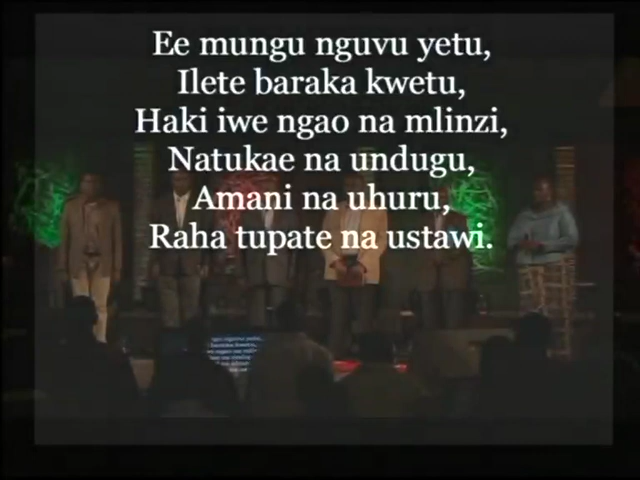 Ee mungu nguvu yetu,
Ilete baraka kwetu,
Haki iwe ngao na mlinzi,
Natukae na undugu,
Amani na uhuru,
Raha tupate na ustawi.